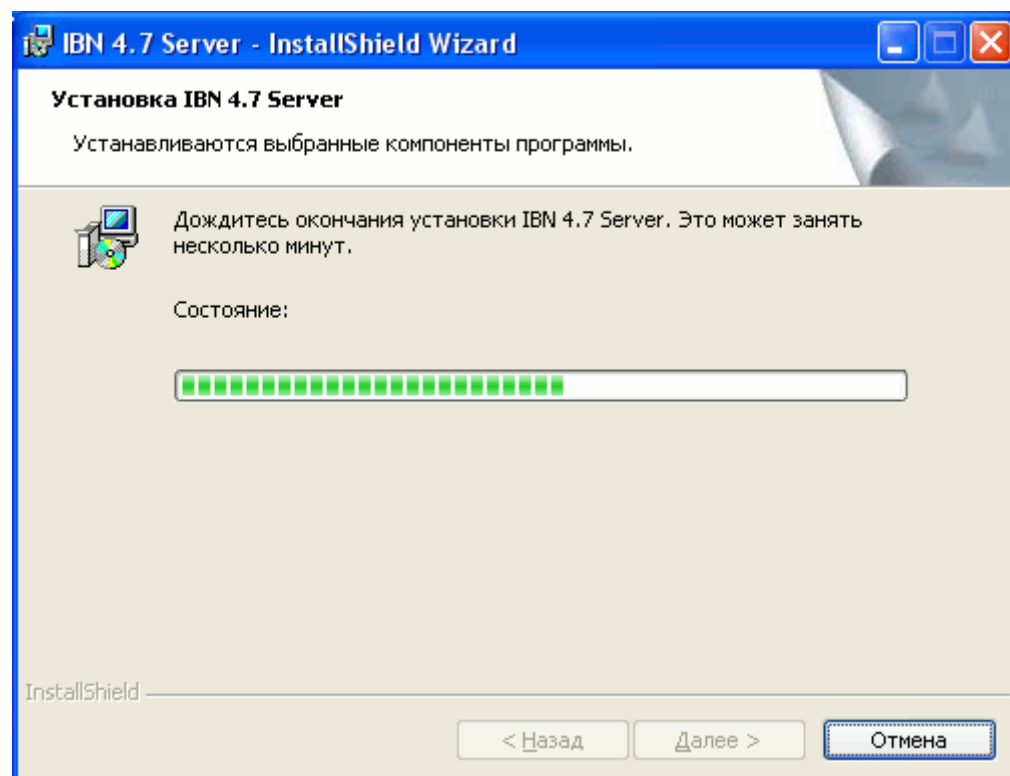 IBN 4.7 Server - InstallShield Wizard
Установка IBN 4.7 Server
Устанавливаются выбранные компоненты программы.
Дождитесь окончания установки IBN 4.7 Server. Это может занять
несколько минут.
Состояние:
InstallShield
< Назад
Далее >
Отмена